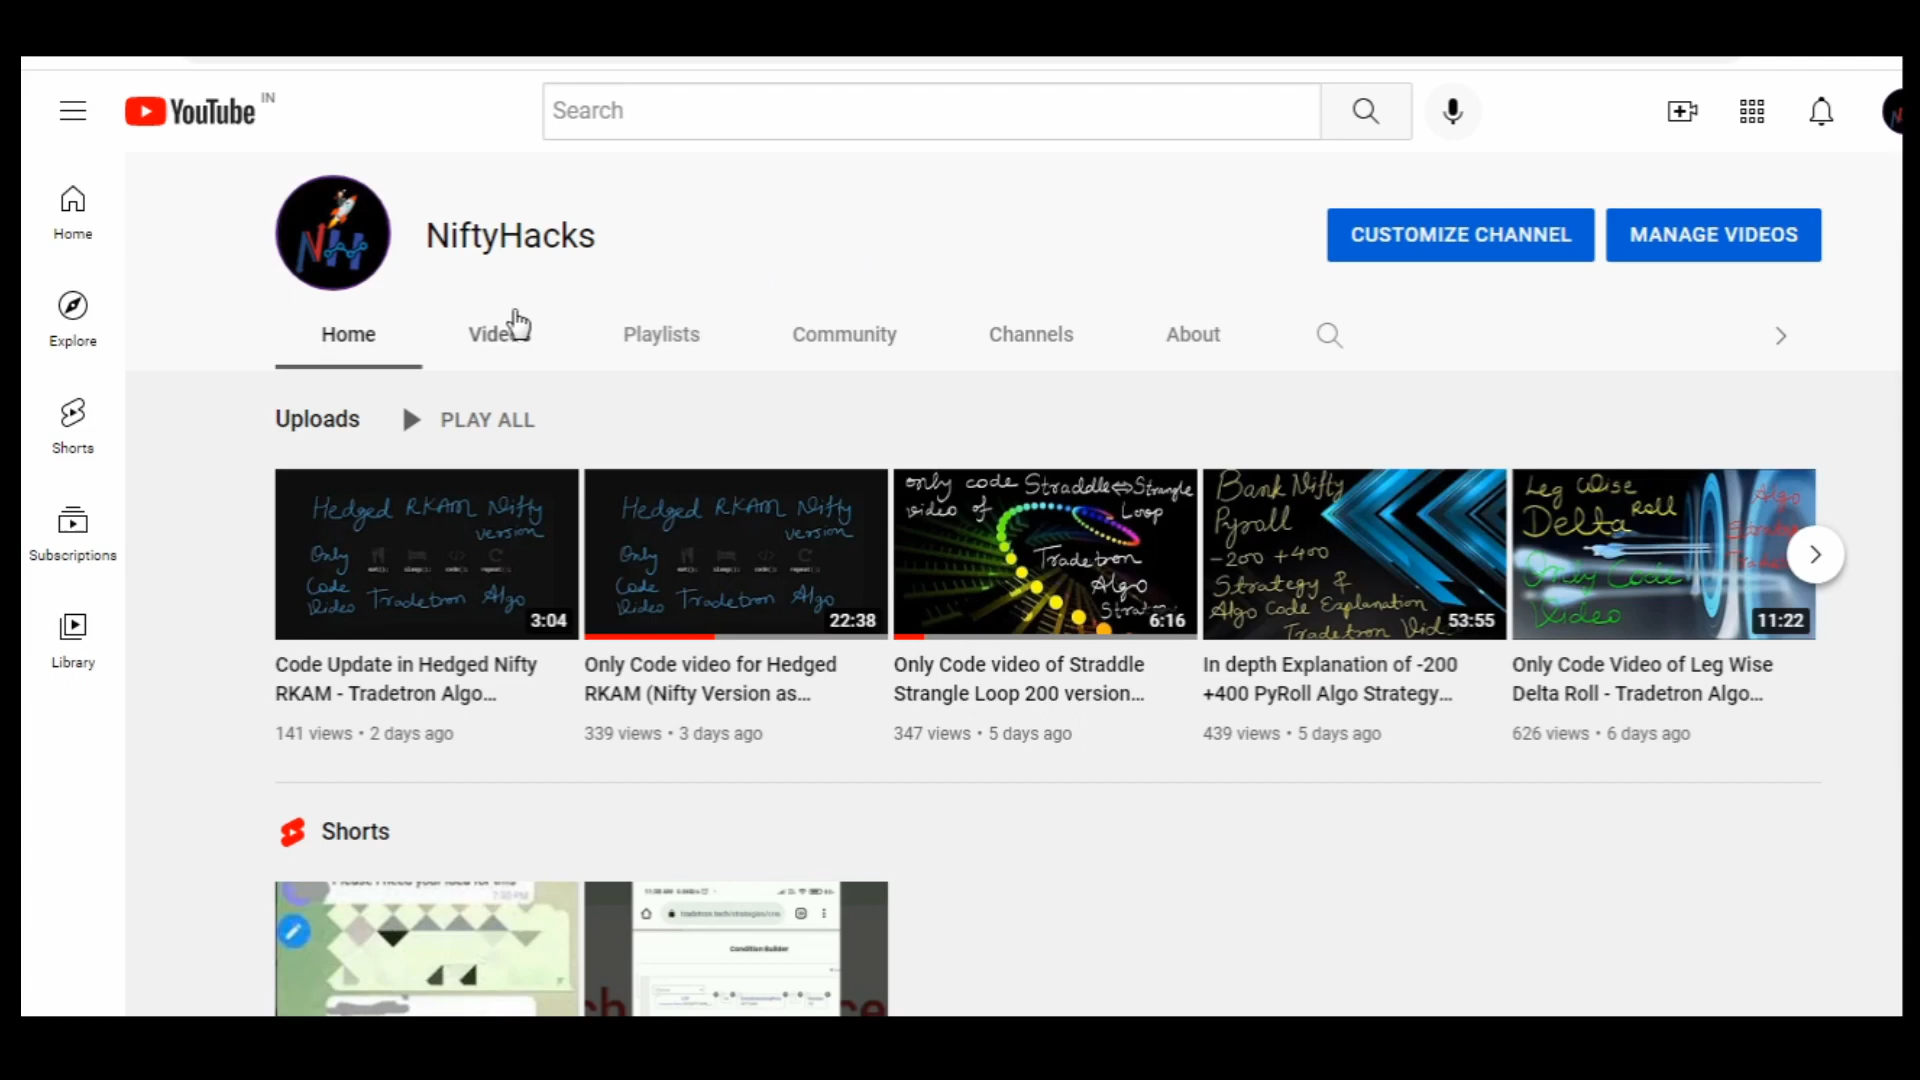 YouTube IN
Search
Home
Explore
Shorts
Subscriptions
Library
NH
NiftyHacks
CUSTOMIZE CHANNEL
MANAGE VIDEOS
Home
Playlists
Community
Channels
About
Uploads
PLAY ALL
Hedged RKAM Nifty
version
Only
Code
Video Tradetron Algo
3:04
Hedged RKAM Nifty
version
Only
Code
Video Tradetron Algo
22:38
only code Straddle⇔Strangle
video of Loop
Tradetron
Algo
6:16
Bank Nifty
Pyroll
-200 +400
Strategy &
Algo Code Explanation
Tradetron Vid
53:55
Leg Wise
Delta Roll
Algo
Only Code
Video
11:22
Code Update in Hedged Nifty
RKAM - Tradetron Algo...
141 views • 2 days ago
Only Code video for Hedged
RKAM (Nifty Version as...
339 views • 3 days ago
Only Code video of Straddle
Strangle Loop 200 version...
347 views • 5 days ago
In depth Explanation of -200
+400 PyRoll Algo Strategy...
439 views • 5 days ago
Only Code Video of Leg Wise
Delta Roll - Tradetron Algo...
626 views • 6 days ago
Shorts
7:30 PM
Condition Builder